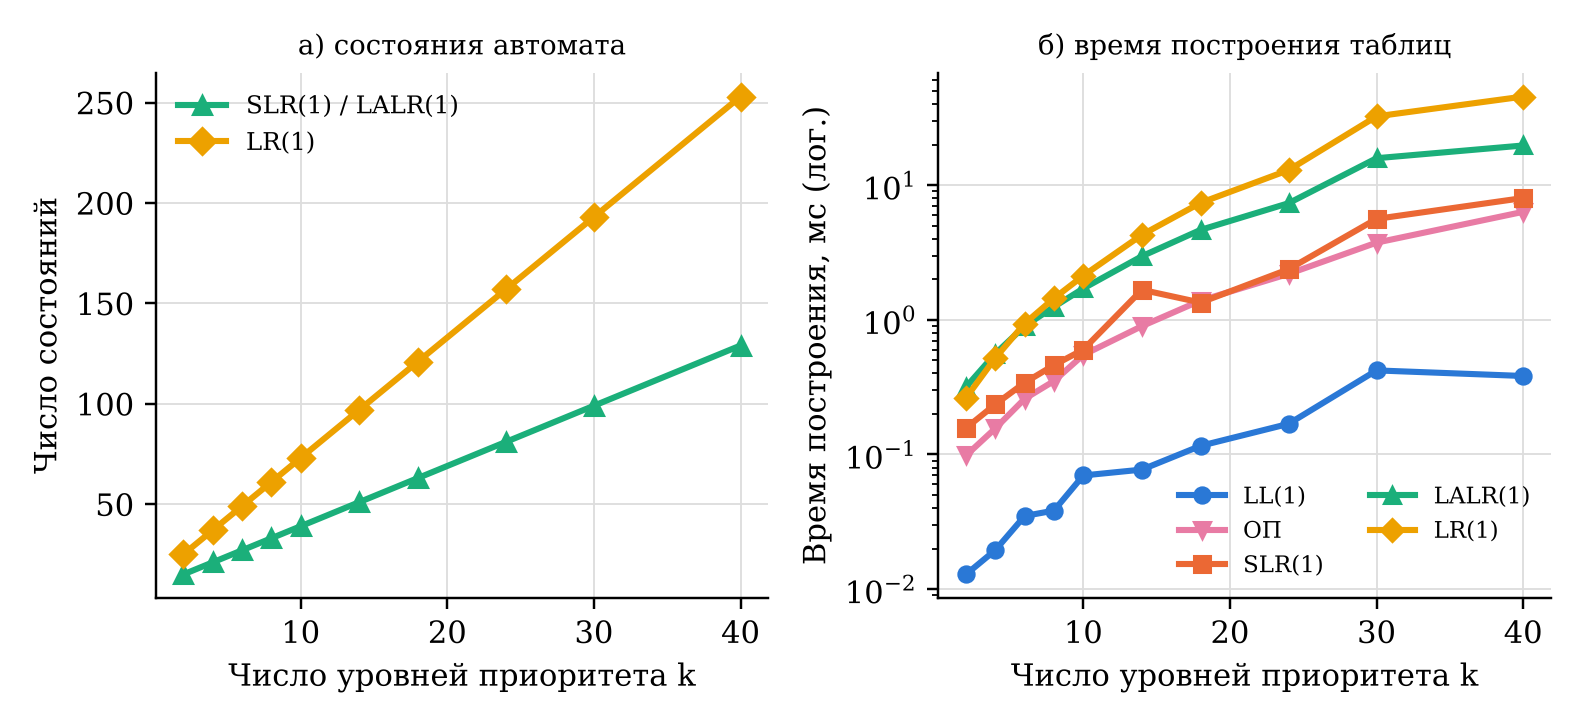 а) состояния автомата
Число состояний
250
200
150
100
50
SLR(1) / LALR(1)
LR(1)
10 20 30 40
Число уровней приоритета k
б) время построения таблиц
Время построения, мс (лог.)
10¹
10⁰
10⁻¹
10⁻²
LL(1)
ОП
SLR(1)
LALR(1)
LR(1)
10 20 30 40
Число уровней приоритета k